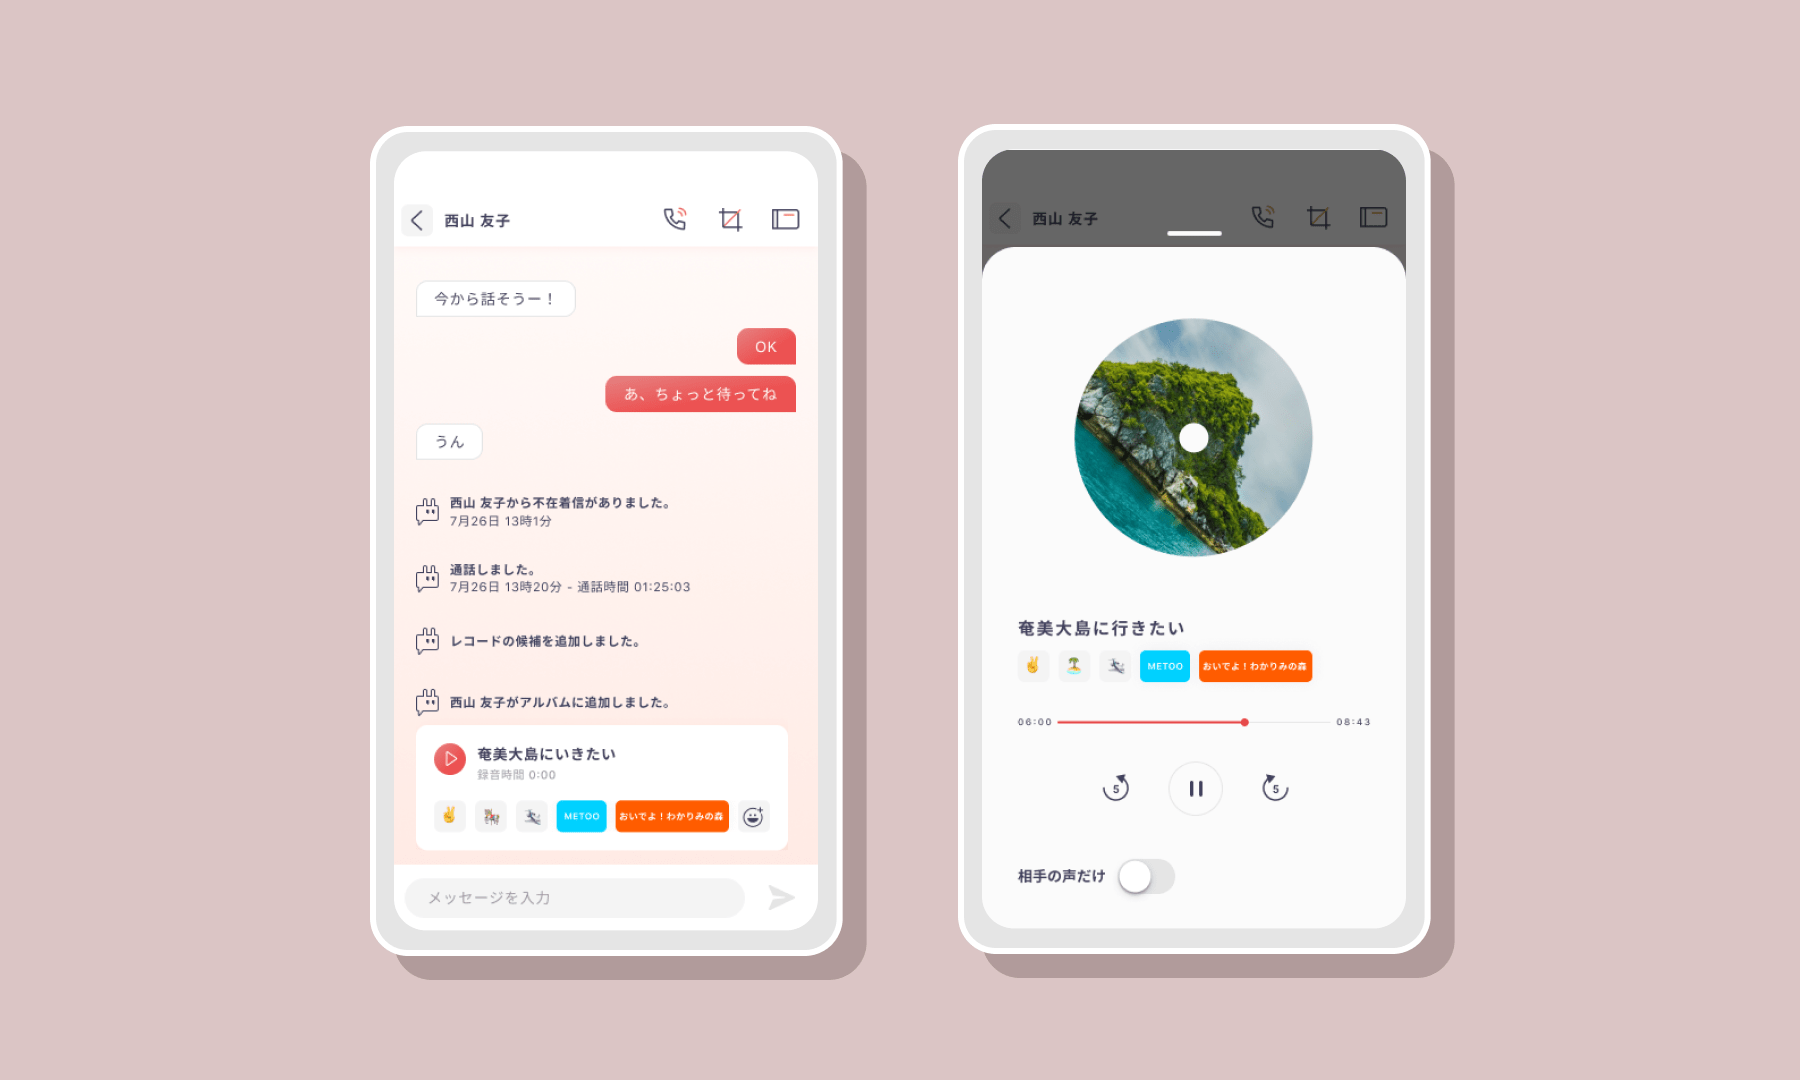 西山 友子
今から話そうー！
OK
あ、ちょっと待ってね
うん
西山 友子から不在着信がありました。
7月26日 13時1分
通話しました。
7月26日 13時20分 - 通話時間 01:25:03
レコードの候補を追加しました。
西山 友子がアルバムに追加しました。
奄美大島にいきたい
録音時間 0:00
METOO
おいでよ！わかりみの森
メッセージを入力
西山 友子
奄美大島に行きたい
METOO
おいでよ！わかりみの森
06:00
08:43
5
5
相手の声だけ